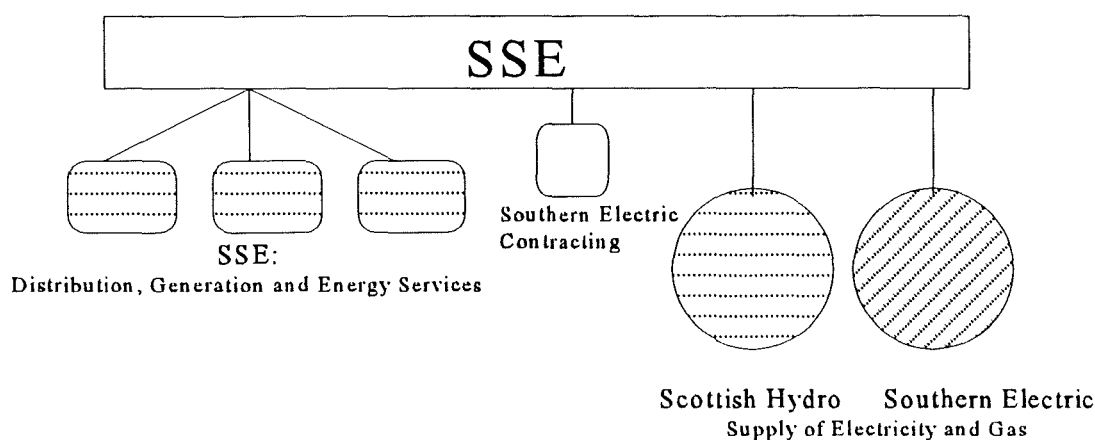 SSE
SSE:
Distribution, Generation and Energy Services
Southern Electric
Contracting
Scottish Hydro
Southern Electric
Supply of Electricity and Gas